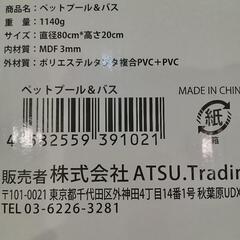 商品名：ペットプール＆バス
重量：1140g
サイズ：直径80cm*高さ20cm
内材質：MDF 3mm
外材質：ポリエステルタフタ複合PVC＋PVC
ペットプール＆バス
MADE IN CHIN
紙
箱
4 582559 391021
販売者 株式会社 ATSU.Tradin
〒101-0021 東京都千代田区外神田4丁目14番1号 秋葉原UDX
TEL 03-6226-3281